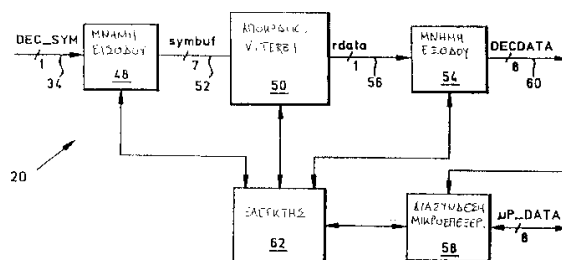 DEC_SYM
1
34
ΜΝΗΜΗ
ΕΙΣΟΔΟΥ
48
symbuf
7
52
ΑΠΟΚΩΔΙΚ.
VITERBI
50
rdata
1
56
ΜΝΗΜΗ
ΕΞΟΔΟΥ
54
DECDATA
8
60
20
ΕΛΕΓΚΤΗΣ
62
ΔΙΑΣΥΝΔΕΣΗ
ΜΙΚΡΟΕΠΕΞΕΡ.
58
μP_DATA
8